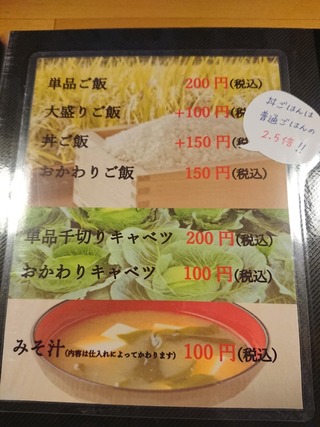 単品ご飯 200円(税込)
大盛りご飯 +100円(税込)
丼ご飯 +150円(税込)
おかわりご飯 150円(税込)
丼ごはんは
普通ごはんの
2.5倍!!
単品千切りキャベツ 200円(税込)
おかわりキャベツ 100円(税込)
みそ汁(内容は仕入れによってかわります) 100円(税込)